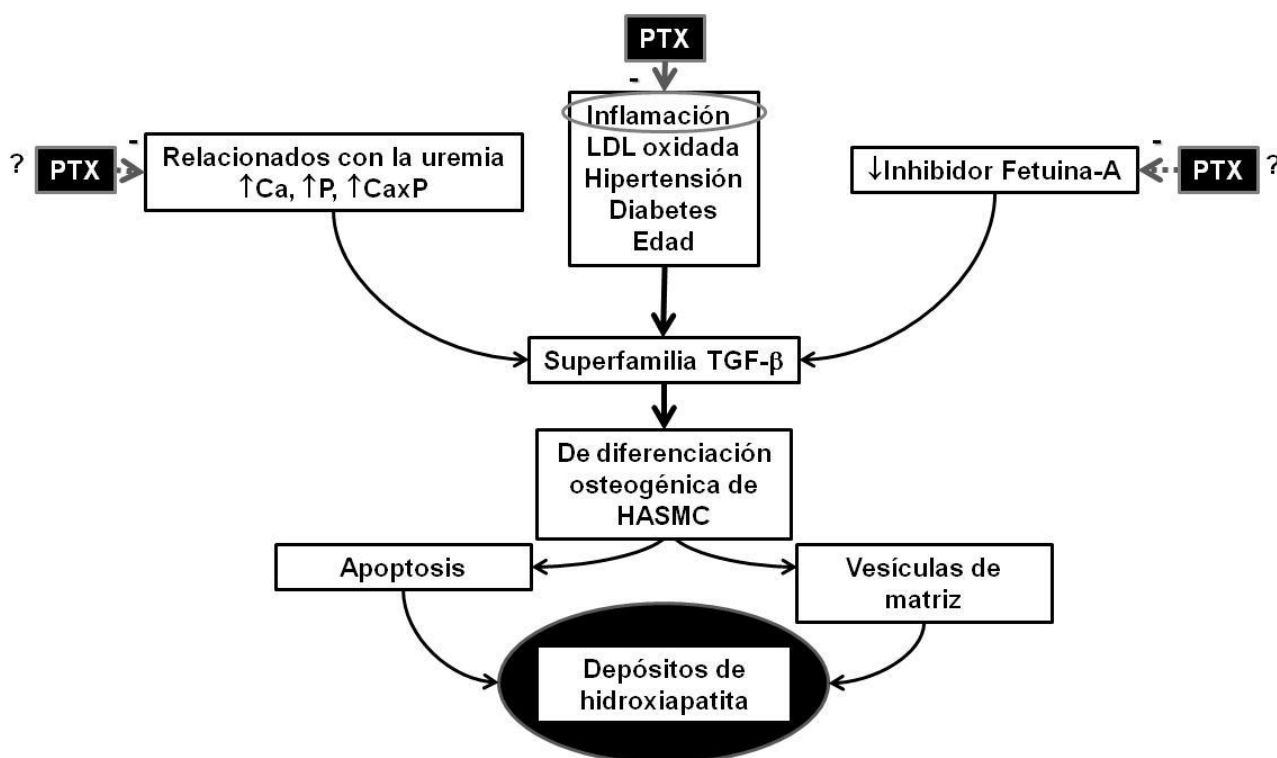 PTX
-
Inflamación
LDL oxidada
Hipertensión
Diabetes
Edad
? PTX -
Relacionados con la uremia
↑Ca, ↑P, ↑CaxP
↓Inhibidor Fetuina-A
- PTX ?
Superfamilia TGF-β
De diferenciación
osteogénica de
HASMC
Apoptosis
Vesículas de
matriz
Depósitos de
hidroxiapatita